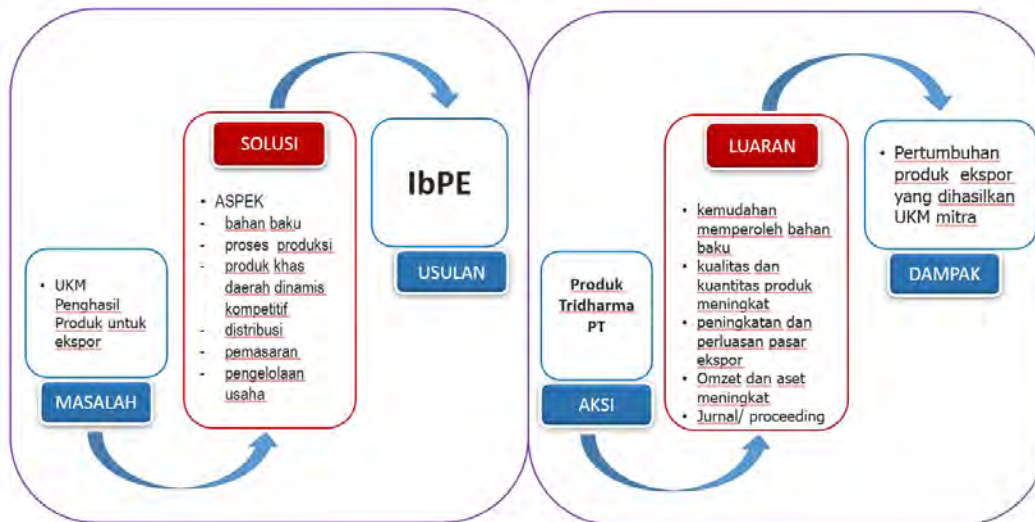 • UKM
Penghasil
Produk untuk
ekspor
MASALAH
SOLUSI
• ASPEK
- bahan baku
- proses produksi
- produk khas
daerah dinamis
kompetitif
- distribusi
- pemasaran
- pengelolaan
usaha
IbPE
USULAN
Produk
Tridharma
PT
AKSI
LUARAN
• kemudahan
memperoleh bahan
baku
• kualitas dan
kuantitas produk
meningkat
• peningkatan dan
perluasan pasar
ekspor
• Omzet dan aset
meningkat
• Jurnal/ proceeding
• Pertumbuhan
produk ekspor
yang dihasilkan
UKM mitra
DAMPAK